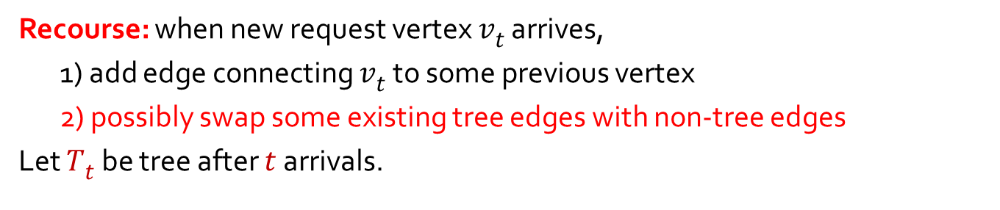 Recourse: when new request vertex $v_t$ arrives,
1) add edge connecting $v_t$ to some previous vertex
2) possibly swap some existing tree edges with non-tree edges
Let $T_t$ be tree after $t$ arrivals.